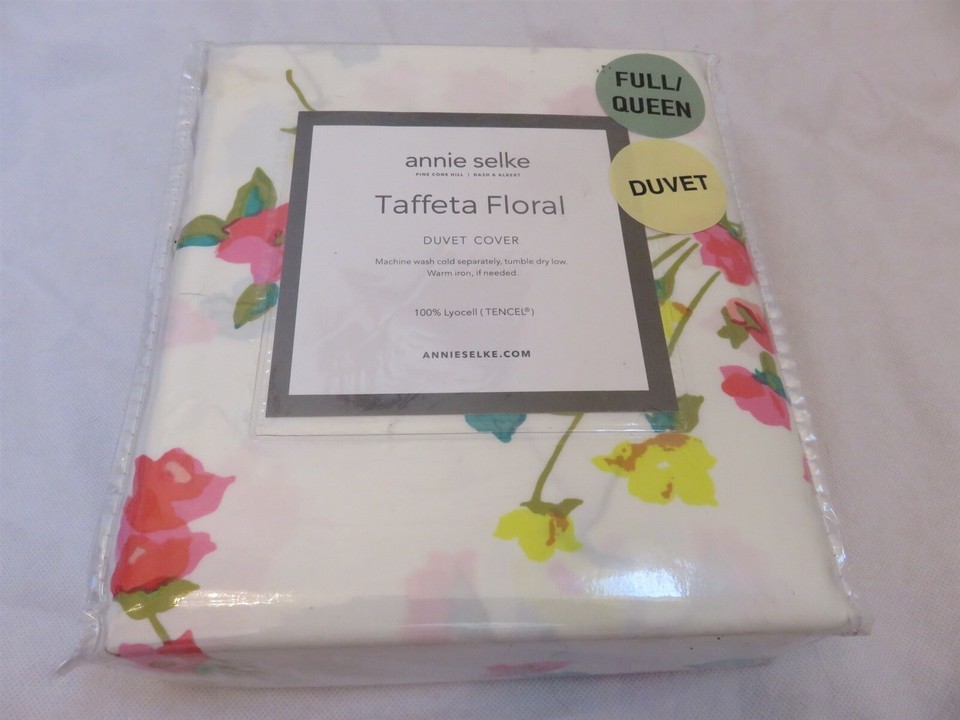 FULL/
QUEEN
DUVET
annie selke
PINE CONE HILL | DASH & ALBERT
Taffeta Floral
DUVET COVER
Machine wash cold separately, tumble dry low.
Warm iron, if needed.
100% Lyocell ( TENCEL® )
ANNIESELKE.COM